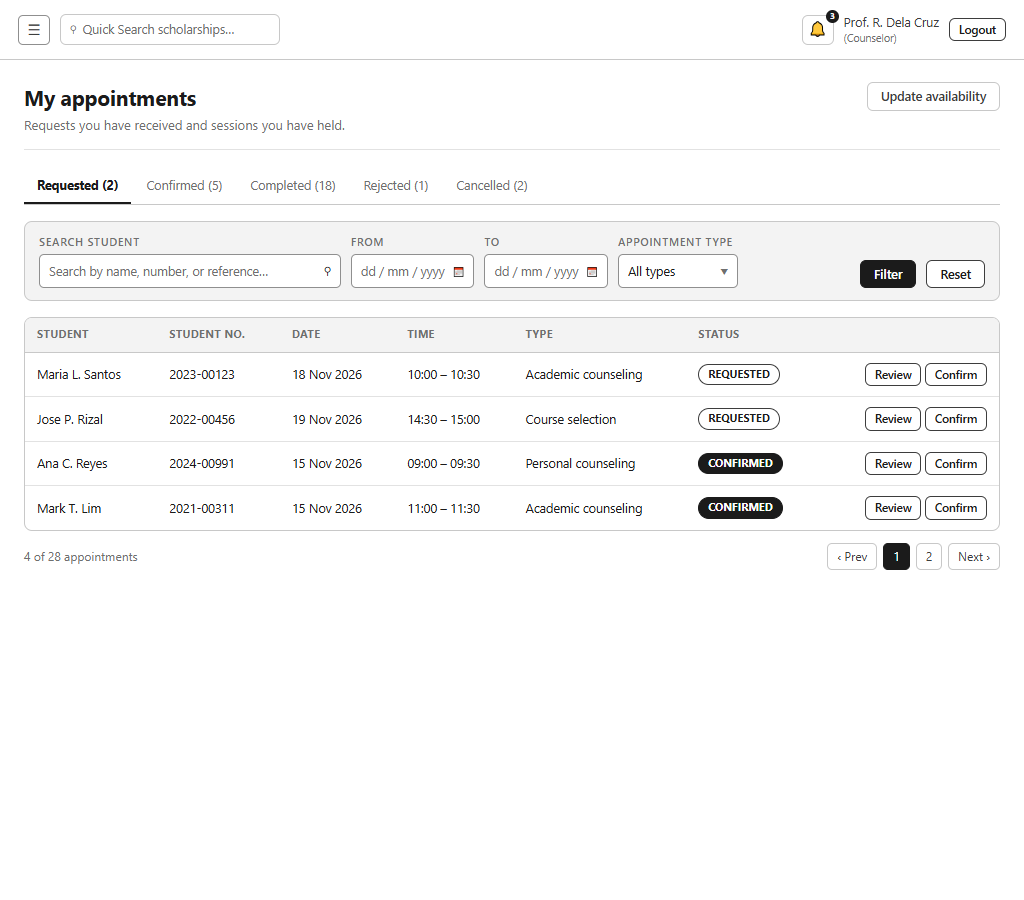 ☰ Quick Search scholarships... 3 Prof. R. Dela Cruz Logout
(Counselor)
My appointments Update availability
Requests you have received and sessions you have held.
Requested (2) Confirmed (5) Completed (18) Rejected (1) Cancelled (2)
SEARCH STUDENT FROM TO APPOINTMENT TYPE
Search by name, number, or reference... dd / mm / yyyy dd / mm / yyyy All types Filter Reset
STUDENT STUDENT NO. DATE TIME TYPE STATUS
Maria L. Santos 2023-00123 18 Nov 2026 10:00 – 10:30 Academic counseling REQUESTED Review Confirm
Jose P. Rizal 2022-00456 19 Nov 2026 14:30 – 15:00 Course selection REQUESTED Review Confirm
Ana C. Reyes 2024-00991 15 Nov 2026 09:00 – 09:30 Personal counseling CONFIRMED Review Confirm
Mark T. Lim 2021-00311 15 Nov 2026 11:00 – 11:30 Academic counseling CONFIRMED Review Confirm
4 of 28 appointments ‹ Prev 1 2 Next ›